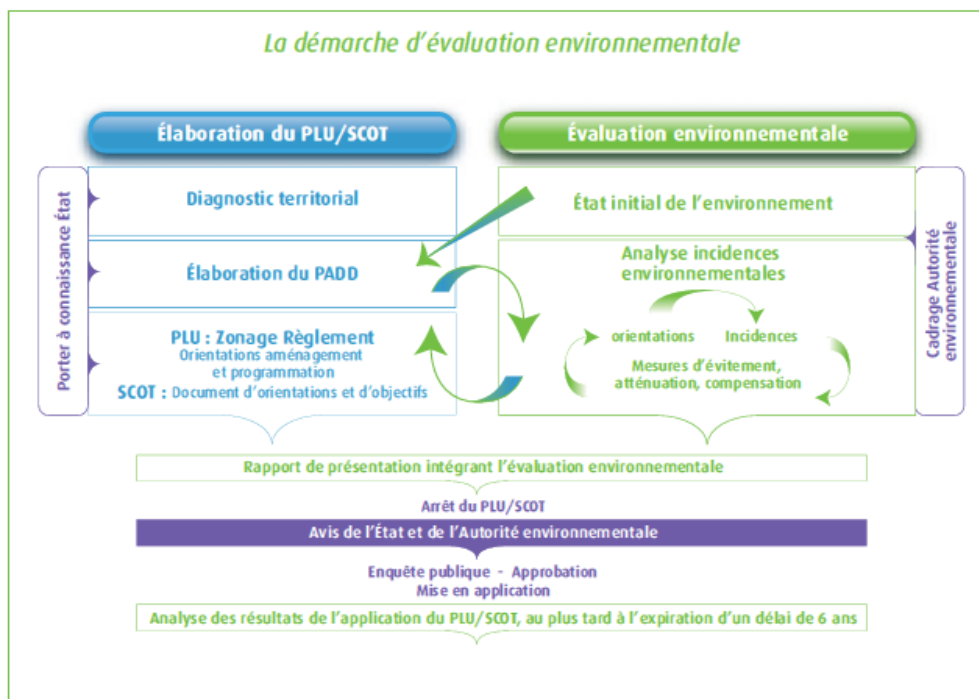 La démarche d'évaluation environnementale
Élaboration du PLU/SCOT
Évaluation environnementale
Porter à connaissance État
Diagnostic territorial
État initial de l'environnement
Élaboration du PADD
Analyse incidences
environnementales
PLU : Zonage Règlement
Orientations aménagement
et programmation
SCOT : Document d'orientations et d'objectifs
orientations
Incidences
Mesures d'évitement,
atténuation, compensation
Cadrage Autorité
environnementale
Rapport de présentation intégrant l'évaluation environnementale
Arrêt du PLU/SCOT
Avis de l'État et de l'Autorité environnementale
Enquête publique - Approbation
Mise en application
Analyse des résultats de l'application du PLU/SCOT, au plus tard à l'expiration d'un délai de 6 ans